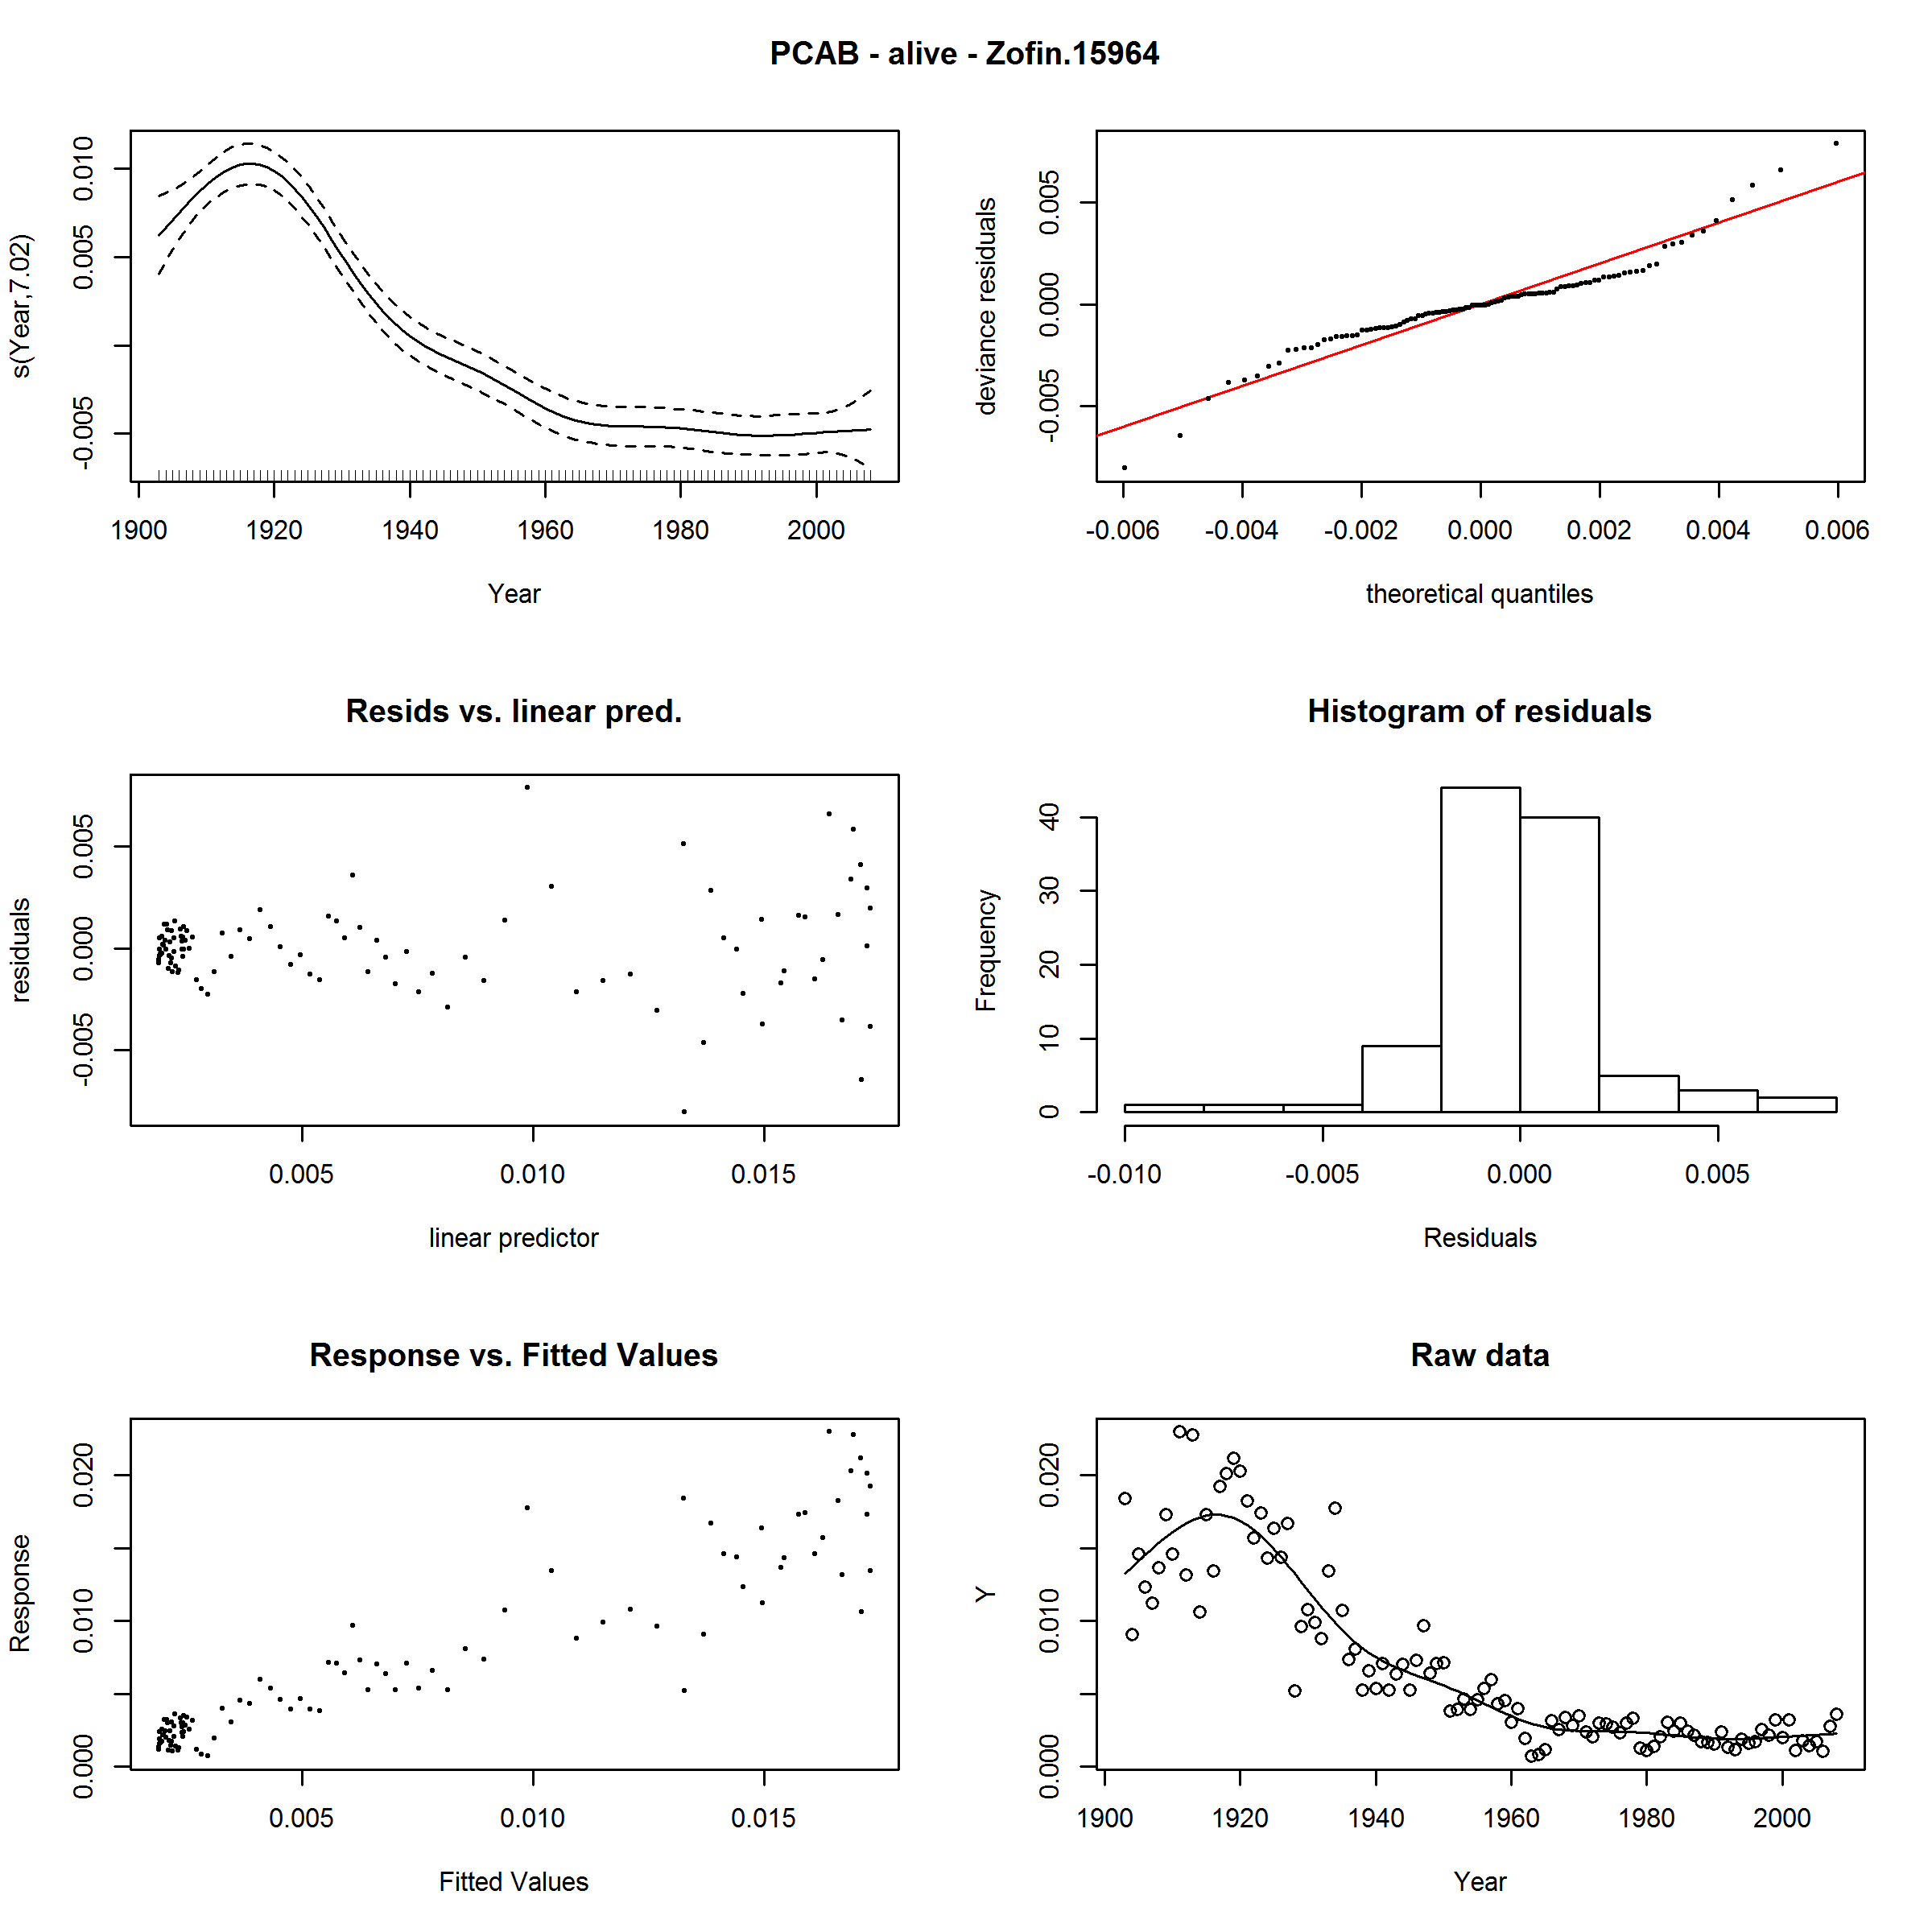 PCAB - alive - Zofin.15964
s(Year,7.02)
0.010
0.005
-0.005
1900 1920 1940 1960 1980 2000
Year
deviance residuals
0.005
0.000
-0.005
-0.006 -0.004 -0.002 0.000 0.002 0.004 0.006
theoretical quantiles
Resids vs. linear pred.
residuals
0.005
0.000
-0.005
0.005 0.010 0.015
linear predictor
Histogram of residuals
Frequency
40
30
20
10
0
-0.010 -0.005 0.000 0.005
Residuals
Response vs. Fitted Values
Response
0.020
0.010
0.000
0.005 0.010 0.015
Fitted Values
Raw data
Y
0.020
0.010
0.000
1900 1920 1940 1960 1980 2000
Year